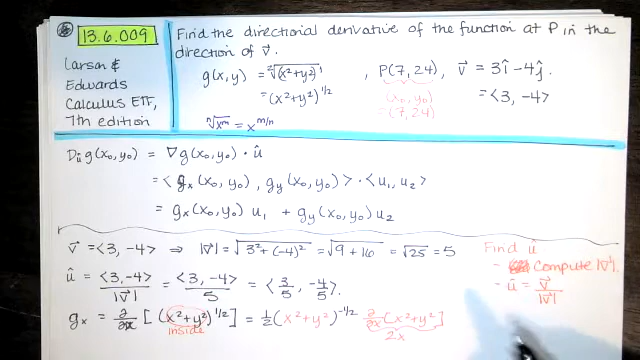 13.6.009
Larson &
Edwards
Calculus ETF,
7th edition
Find the directional derivative of the function at P in the
direction of v⃗.
g(x,y) = ²√(x²+y²)¹ , P(7,24) , v⃗ = 3î − 4ĵ.
= (x²+y²)^(1/2)
(x₀, y₀)
= (7, 24)
= ⟨3, −4⟩
ⁿ√xᵐ = x^(m/n)
D_û g(x₀,y₀) = ∇g(x₀,y₀) • û
= ⟨gₓ(x₀,y₀), g_y(x₀,y₀)⟩ • ⟨u₁, u₂⟩
= gₓ(x₀,y₀) u₁ + g_y(x₀,y₀) u₂
v⃗ = ⟨3, −4⟩ ⇒ |v⃗| = √(3² + (−4)²) = √(9 + 16) = √25 = 5
û = ⟨3, −4⟩/|v⃗| = ⟨3, −4⟩/5 = ⟨3/5, −4/5⟩.
gₓ = ∂/∂x [(x²+y²)^(1/2)] = 1/2 (x²+y²)^(−1/2) ∂/∂x [x²+y²]
inside
2x
Find û
- Compute |v⃗|.
- û = v⃗/|v⃗|